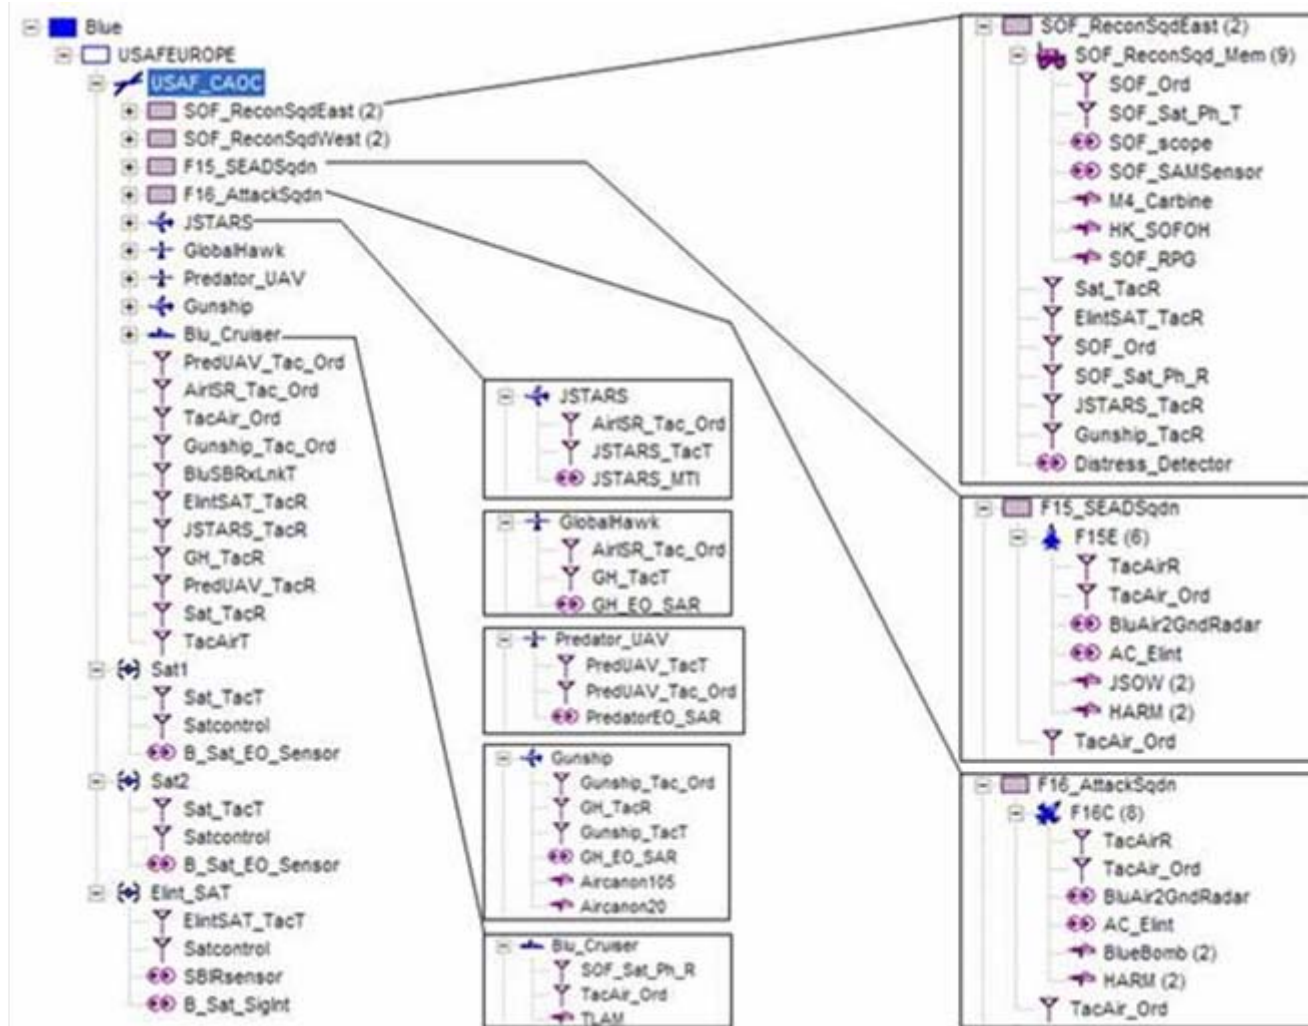 Blue
USAFEUROPE
USAF_CAOC
SOF_ReconSqdEast (2)
SOF_ReconSqdWest (2)
F15_SEADSqdn
F16_AttackSqdn
JSTARS
GlobalHawk
Predator_UAV
Gunship
Blu_Cruiser
PredUAV_Tac_Ord
AirISR_Tac_Ord
TacAir_Ord
Gunship_Tac_Ord
BluSBRxLnkT
ElintSAT_TacR
JSTARS_TacR
GH_TacR
PredUAV_TacR
Sat_TacR
TacAirT
Sat1
Sat_TacT
Satcontrol
B_Sat_EO_Sensor
Sat2
Sat_TacT
Satcontrol
B_Sat_EO_Sensor
Elint_SAT
ElintSAT_TacT
Satcontrol
SBIRsensor
B_Sat_SigInt
JSTARS
AirISR_Tac_Ord
JSTARS_TacT
JSTARS_MTI
GlobalHawk
AirISR_Tac_Ord
GH_TacT
GH_EO_SAR
Predator_UAV
PredUAV_TacT
PredUAV_Tac_Ord
PredatorEO_SAR
Gunship
Gunship_Tac_Ord
GH_TacR
Gunship_TacT
GH_EO_SAR
Aircanon105
Aircanon20
Blu_Cruiser
SOF_Sat_Ph_R
TacAir_Ord
TLAM
SOF_ReconSqdEast (2)
SOF_ReconSqd_Mem (9)
SOF_Ord
SOF_Sat_Ph_T
SOF_scope
SOF_SAMSensor
M4_Carbine
HK_SOFOH
SOF_RPG
Sat_TacR
ElintSAT_TacR
SOF_Ord
SOF_Sat_Ph_R
JSTARS_TacR
Gunship_TacR
Distress_Detector
F15_SEADSqdn
F15E (6)
TacAirR
TacAir_Ord
BluAir2GndRadar
AC_Elint
JSOW (2)
HARM (2)
TacAir_Ord
F16_AttackSqdn
F16C (8)
TacAirR
TacAir_Ord
BluAir2GndRadar
AC_Elint
BlueBomb (2)
HARM (2)
TacAir_Ord